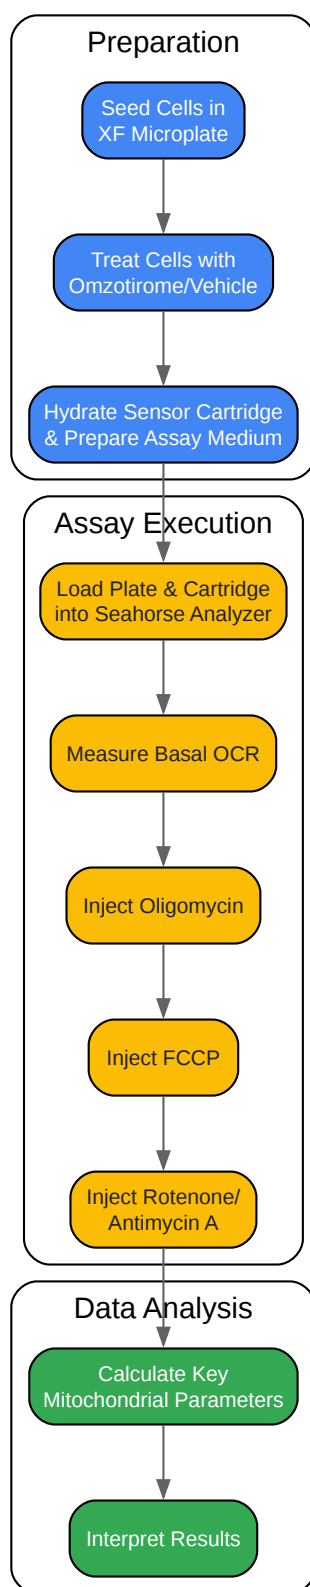 Preparation
Seed Cells in
XF Microplate
Treat Cells with
Omzotirome/Vehicle
Hydrate Sensor Cartridge
& Prepare Assay Medium
Assay Execution
Load Plate & Cartridge
into Seahorse Analyzer
Measure Basal OCR
Inject Oligomycin
Inject FCCP
Inject Rotenone/
Antimycin A
Data Analysis
Calculate Key
Mitochondrial Parameters
Interpret Results